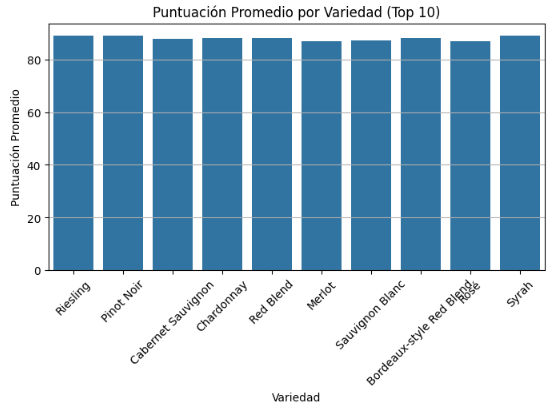 Puntuación Promedio por Variedad (Top 10)
Puntuación Promedio
80
60
40
20
0
Riesling
Pinot Noir
Cabernet Sauvignon
Chardonnay
Red Blend
Merlot
Sauvignon Blanc
Bordeaux-style Red Blend
Rosé
Syrah
Variedad